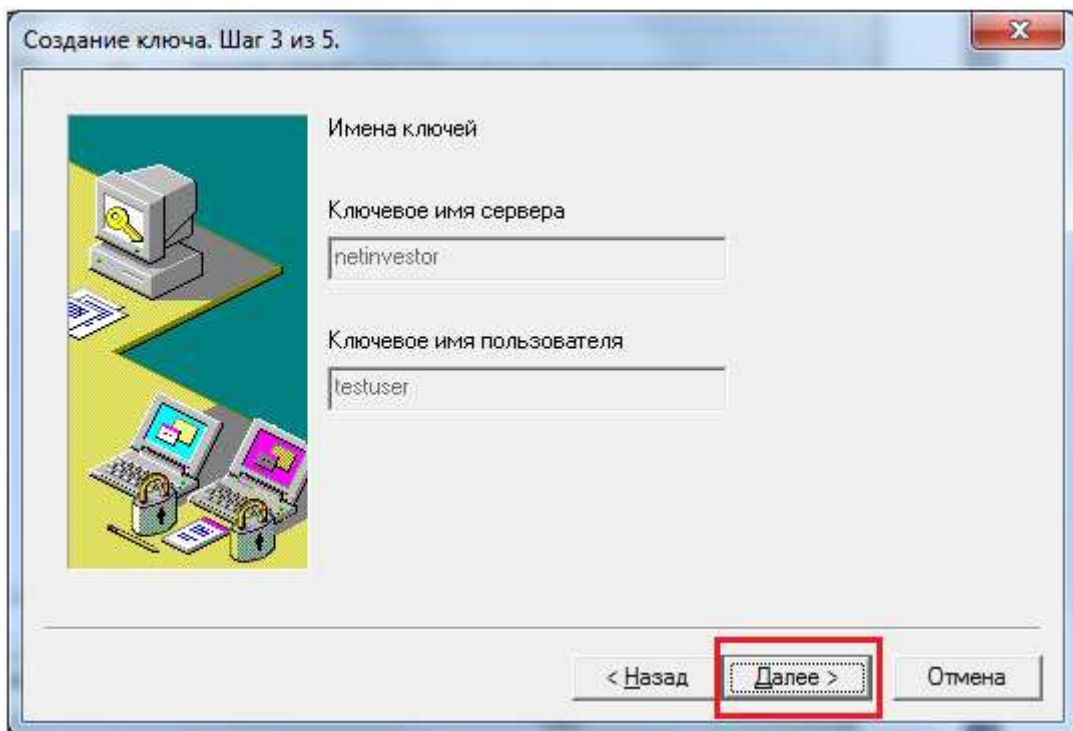 Создание ключа. Шаг 3 из 5.
Имена ключей
Ключевое имя сервера
netinvestor
Ключевое имя пользователя
testuser
< Назад Далее > Отмена